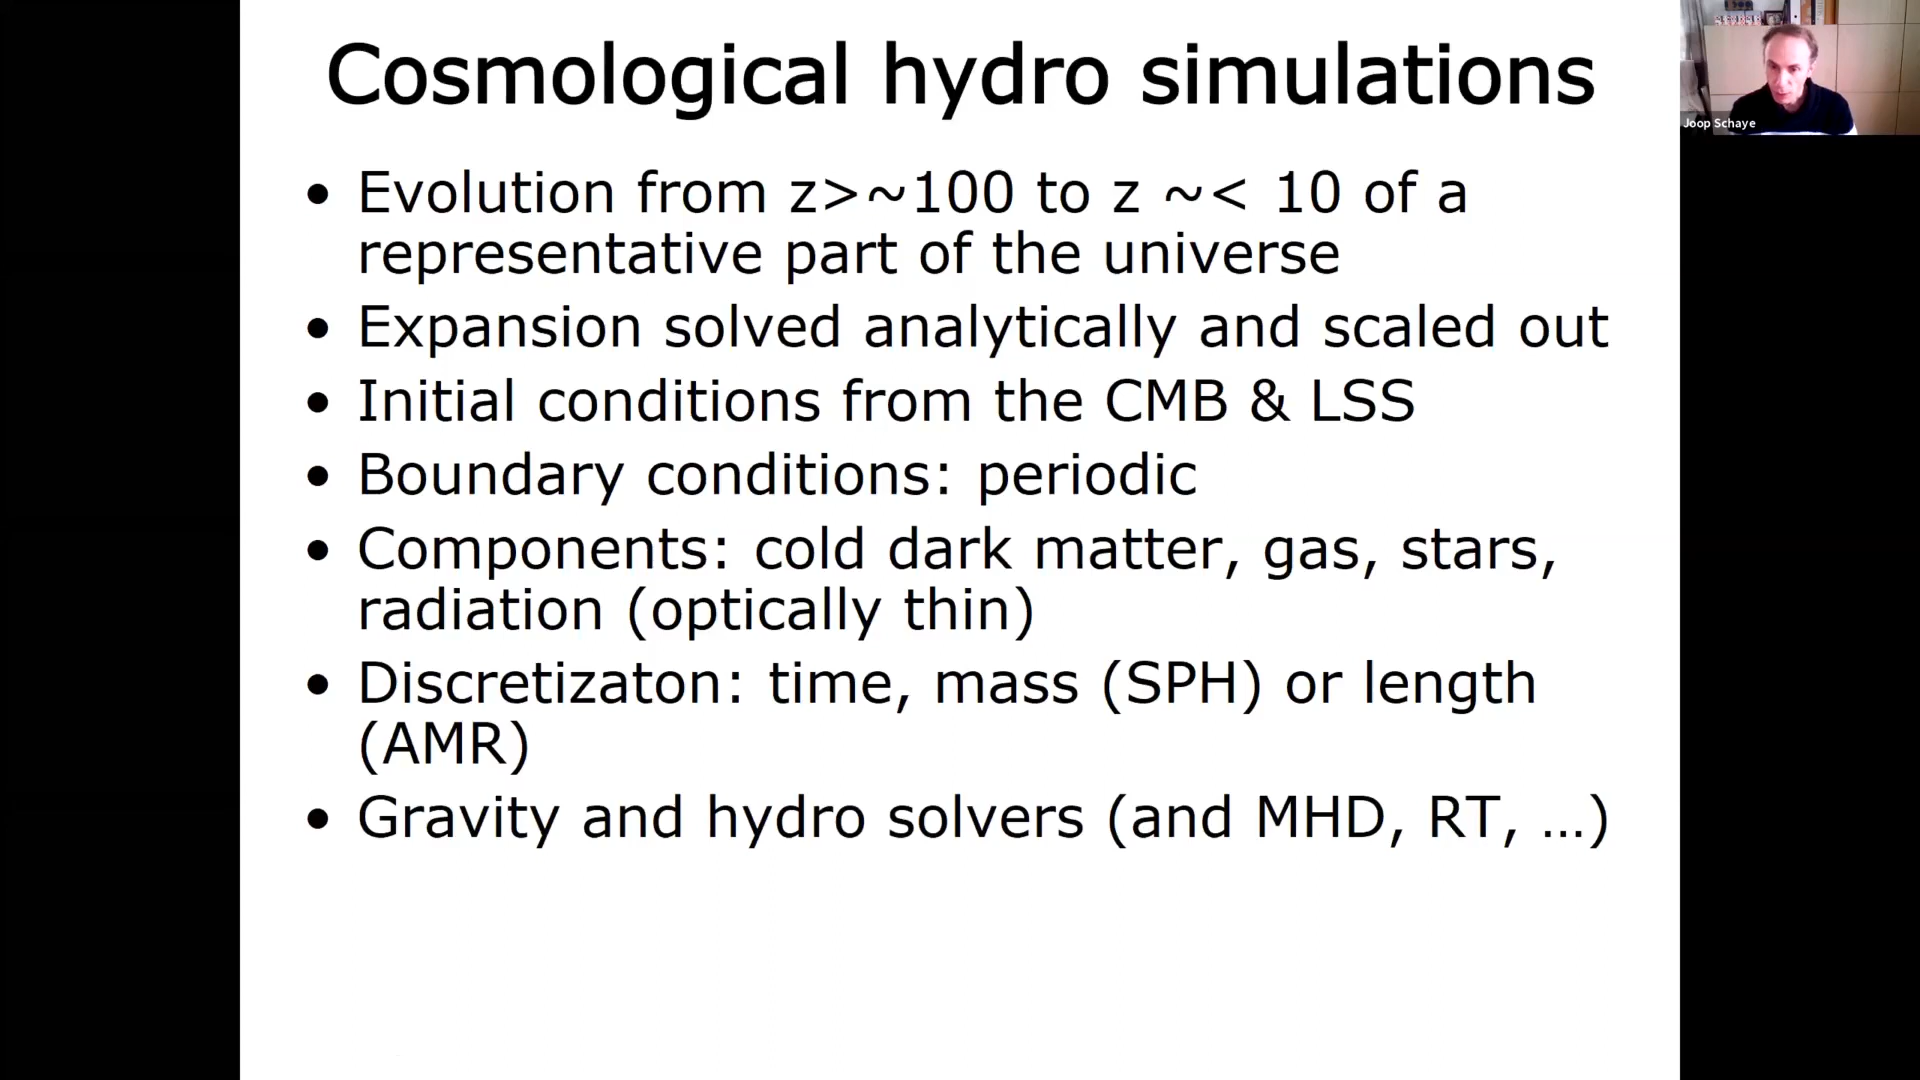 Cosmological hydro simulations
Joop Schaye
• Evolution from z>~100 to z ~< 10 of a
representative part of the universe
• Expansion solved analytically and scaled out
• Initial conditions from the CMB & LSS
• Boundary conditions: periodic
• Components: cold dark matter, gas, stars,
radiation (optically thin)
• Discretizaton: time, mass (SPH) or length
(AMR)
• Gravity and hydro solvers (and MHD, RT, …)